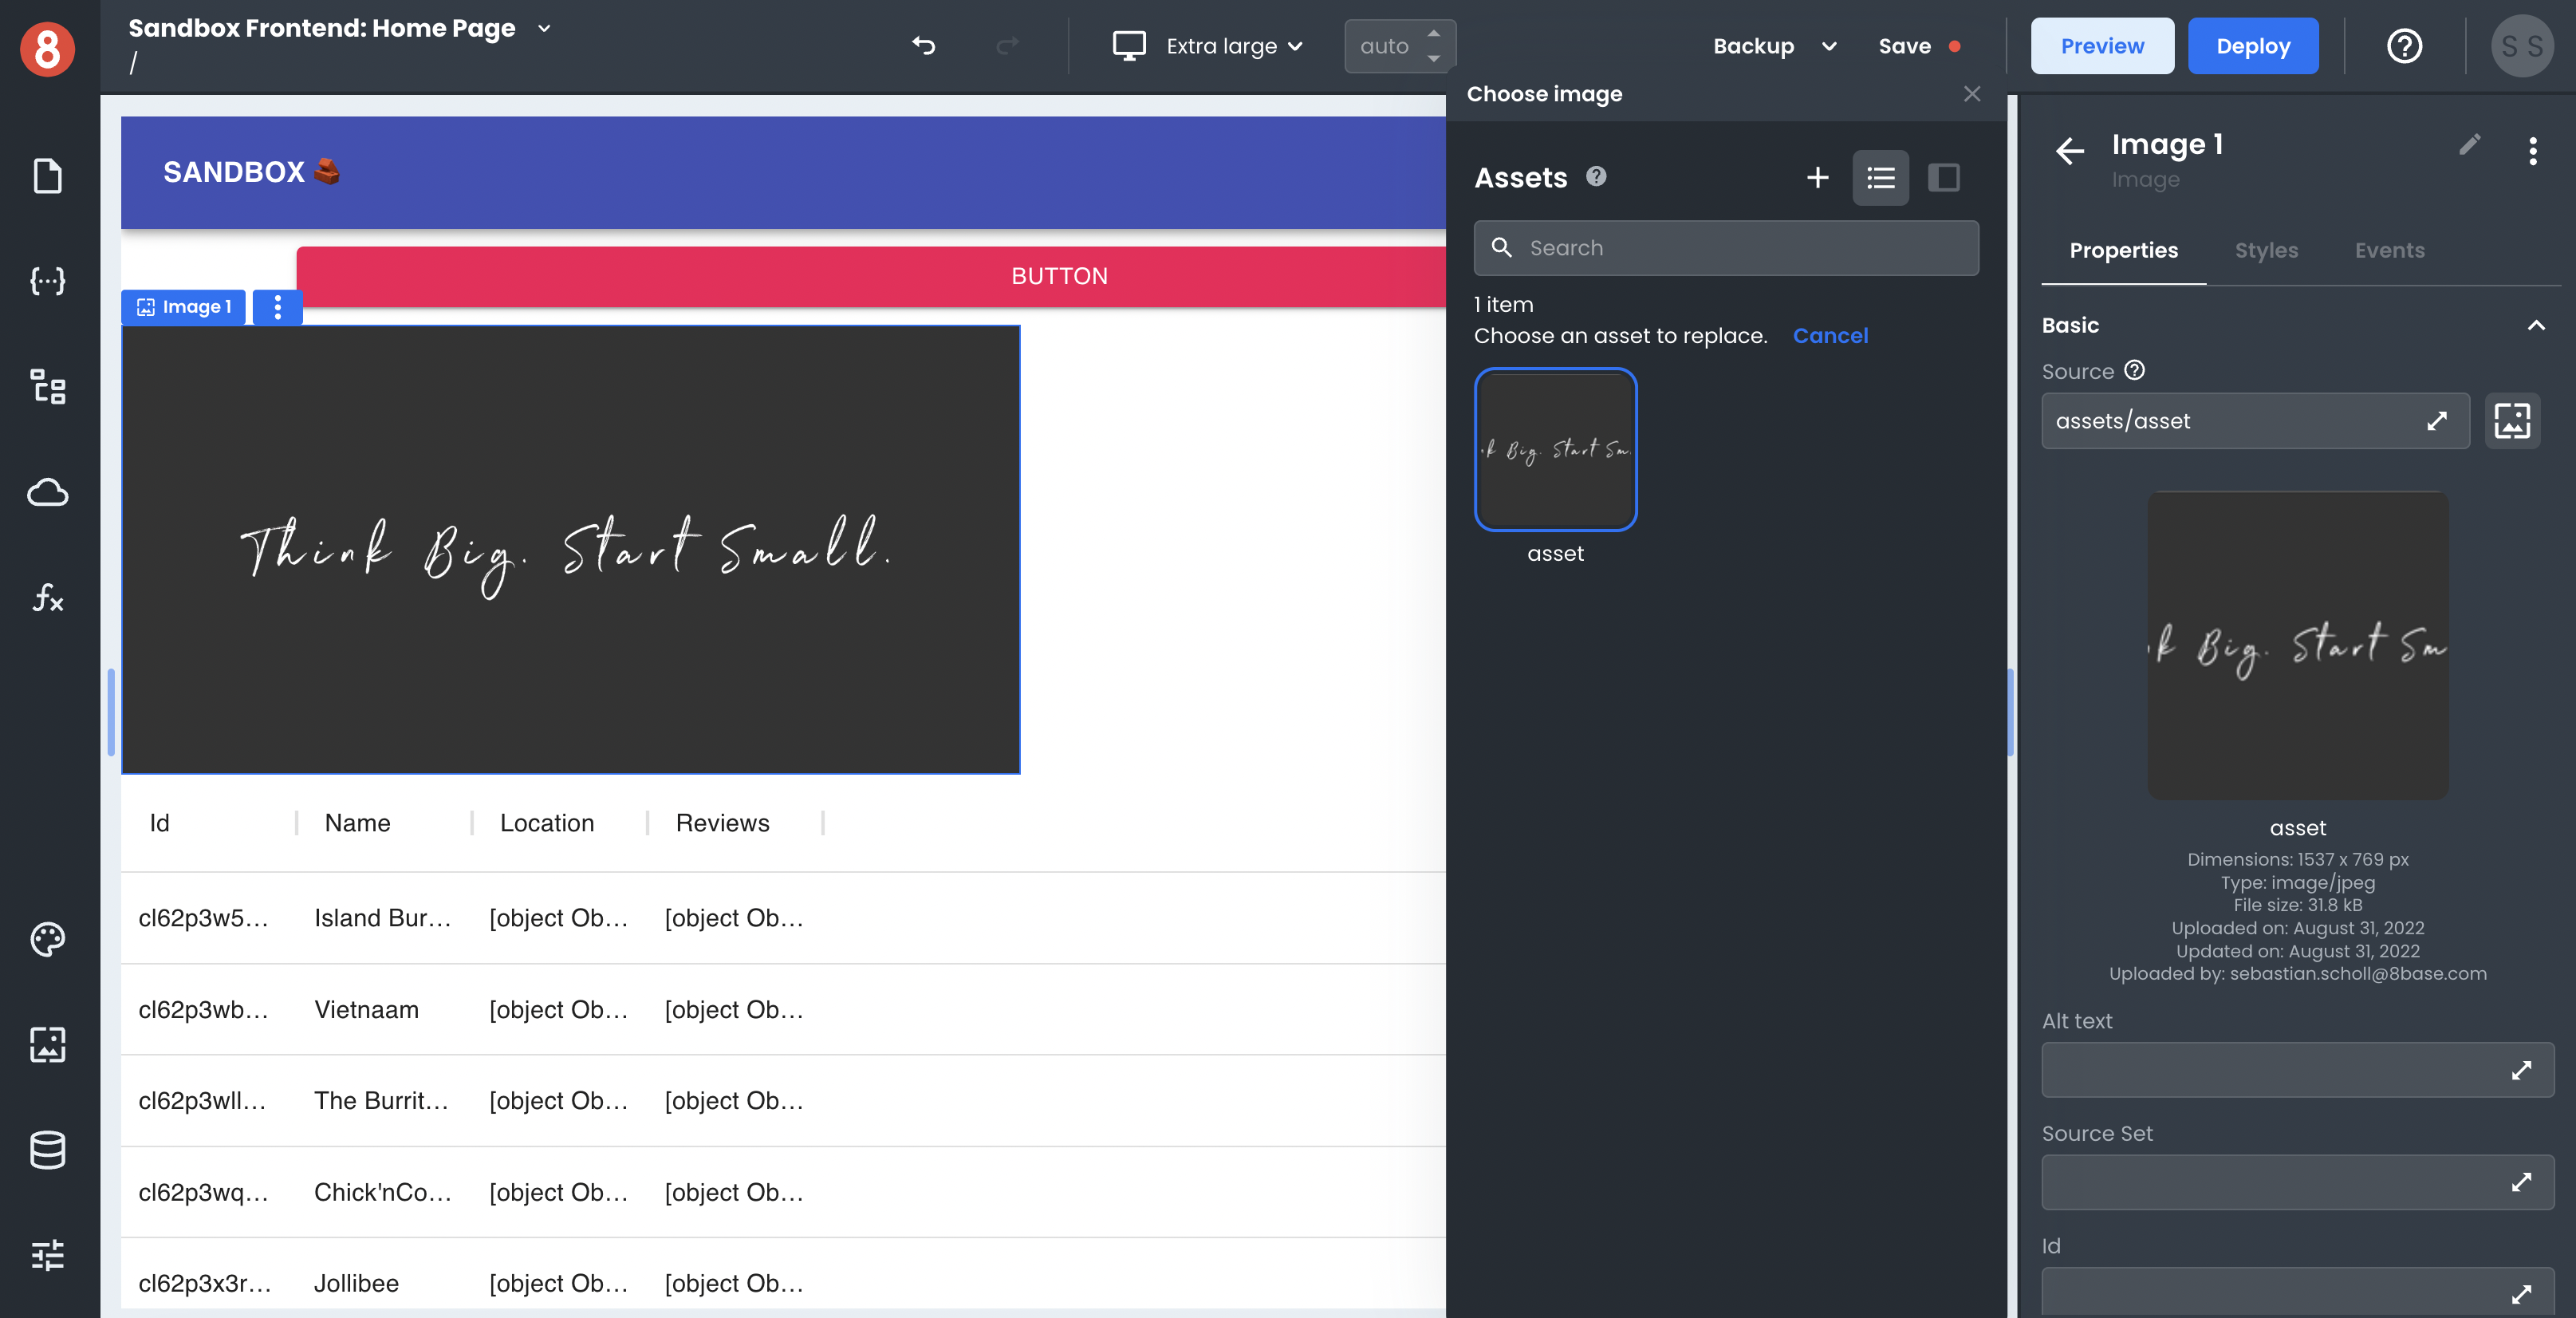 8
Sandbox Frontend: Home Page
/
Extra large
auto
Backup
Save
Preview
Deploy
S S
Choose image
SANDBOX
BUTTON
Image 1
Think Big. Start Small.
Id Name Location Reviews
cl62p3w5... Island Bur... [object Ob... [object Ob...
cl62p3wb... Vietnaam [object Ob... [object Ob...
cl62p3wll... The Burrit... [object Ob... [object Ob...
cl62p3wq... Chick'nCo... [object Ob... [object Ob...
cl62p3x3r... Jollibee [object Ob... [object Ob...
Assets
Search
1 item
Choose an asset to replace. Cancel
k Big. Start Sm
asset
Image 1
Image
Properties Styles Events
Basic
Source
assets/asset
k Big. Start Sm
asset
Dimensions: 1537 x 769 px
Type: image/jpeg
File size: 31.8 kB
Uploaded on: August 31, 2022
Updated on: August 31, 2022
Uploaded by: sebastian.scholl@8base.com
Alt text
Source Set
Id